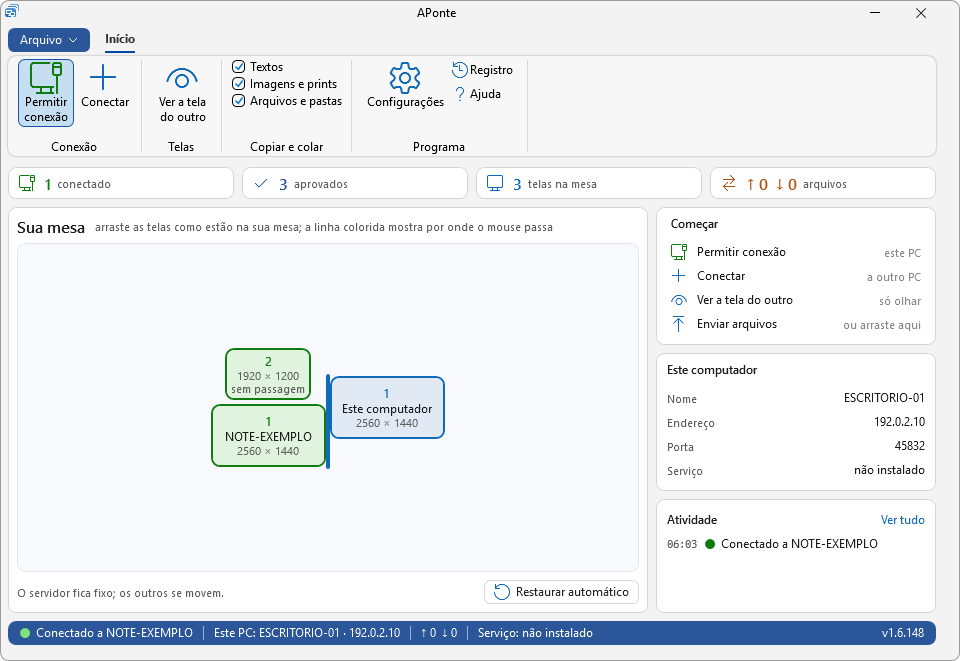 APonte
Arquivo
Início
Permitir conexão
Conectar
Conexão
Ver a tela do outro
Telas
Textos
Imagens e prints
Arquivos e pastas
Copiar e colar
Configurações
Registro
Ajuda
Programa
1 conectado
3 aprovados
3 telas na mesa
↑ 0 ↓ 0 arquivos
Sua mesa arraste as telas como estão na sua mesa; a linha colorida mostra por onde o mouse passa
2
1920 × 1200
sem passagem
1
NOTE-EXEMPLO
2560 × 1440
1
Este computador
2560 × 1440
O servidor fica fixo; os outros se movem.
Restaurar automático
Começar
Permitir conexão este PC
Conectar a outro PC
Ver a tela do outro só olhar
Enviar arquivos ou arraste aqui
Este computador
Nome ESCRITORIO-01
Endereço 192.0.2.10
Porta 45832
Serviço não instalado
Atividade Ver tudo
06:03 Conectado a NOTE-EXEMPLO
Conectado a NOTE-EXEMPLO Este PC: ESCRITORIO-01 · 192.0.2.10 ↑ 0 ↓ 0 Serviço: não instalado v1.6.148